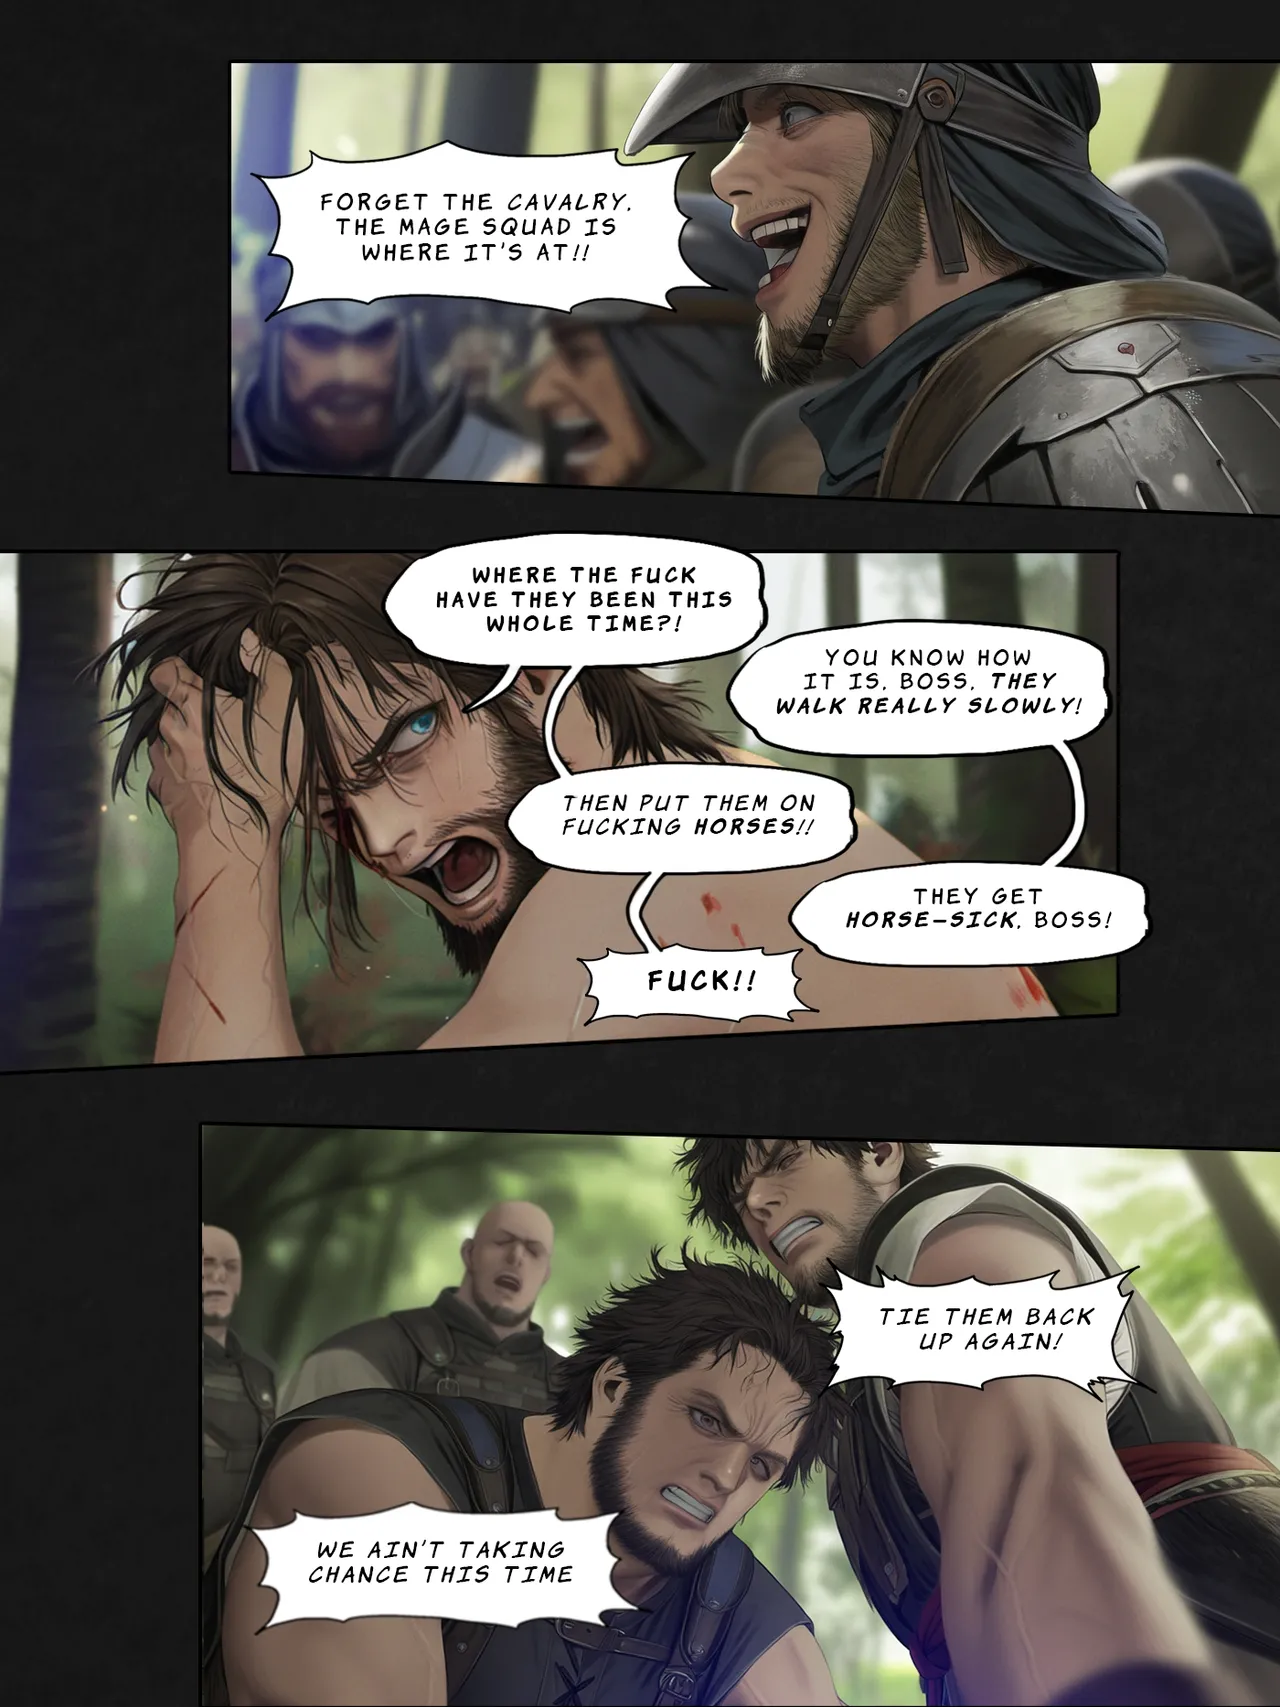 FORGET THE CAVALRY.
THE MAGE SQUAD IS
WHERE IT'S AT!!
WHERE THE FUCK
HAVE THEY BEEN THIS
WHOLE TIME?!
YOU KNOW HOW
IT IS, BOSS, THEY
WALK REALLY SLOWLY!
THEN PUT THEM ON
FUCKING HORSES!!
THEY GET
HORSE-SICK, BOSS!
FUCK!!
TIE THEM BACK
UP AGAIN!
WE AIN'T TAKING
CHANCE THIS TIME